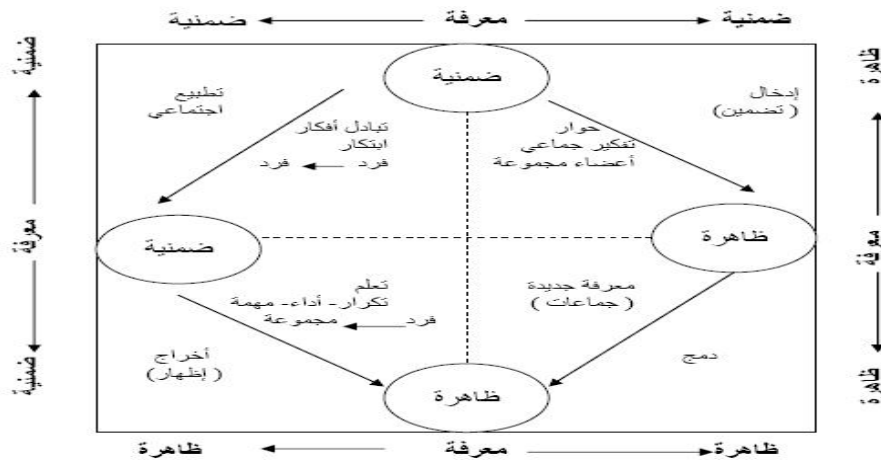 ضمنية معرفة ضمنية
ضمنية
ظاهرة
ضمنية
إدخال
( تضمين )
تطبيع
اجتماعي
حوار
تفكير جماعي
أعضاء مجموعة
تبادل أفكار
ابتكار
فرد فرد
معرفة
ظاهرة
ضمنية
معرفة
معرفة جديدة
( جماعات )
تعلم
تكرار- أداء- مهمة
فرد مجموعة
دمج
أخراج
( إظهار )
ظاهرة
ظاهرة
ضمنية
ظاهرة معرفة ظاهرة